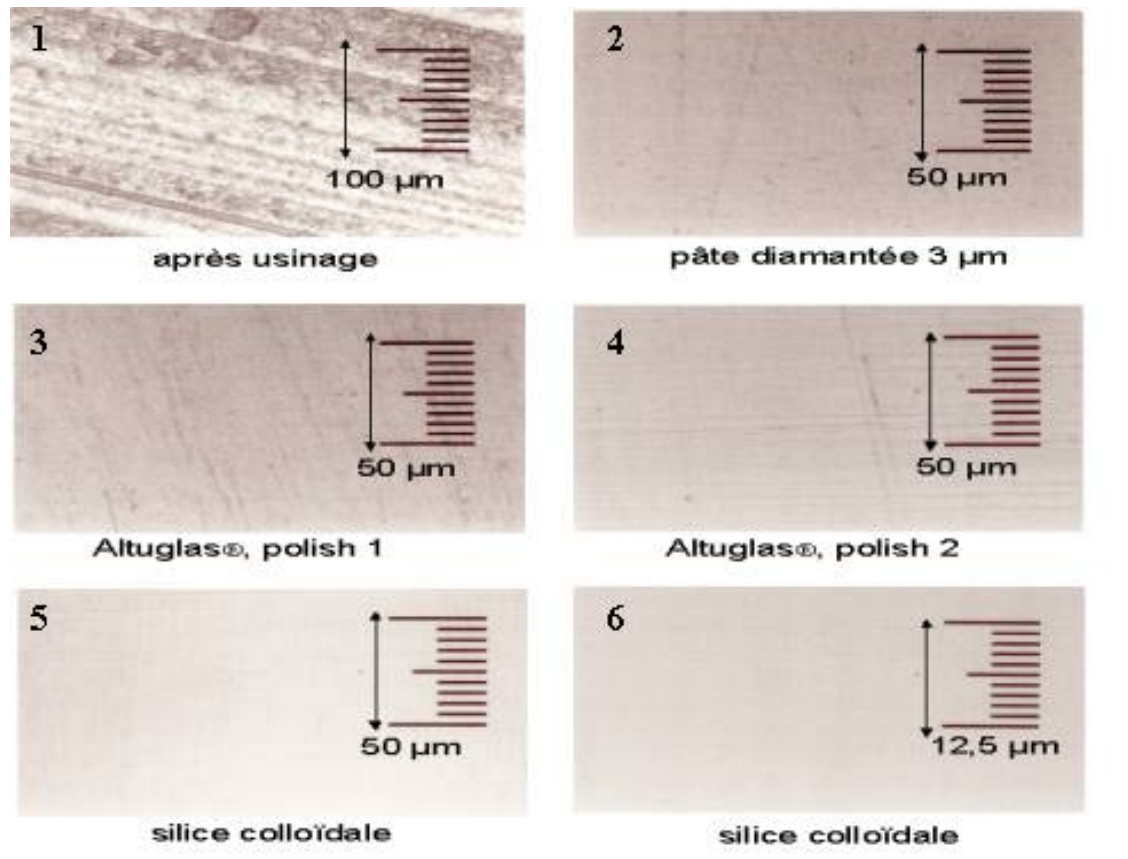 1
100 µm
après usinage
2
50 µm
pâte diamantée 3 µm
3
50 µm
Altuglas®, polish 1
4
50 µm
Altuglas®, polish 2
5
50 µm
silice colloïdale
6
12,5 µm
silice colloïdale